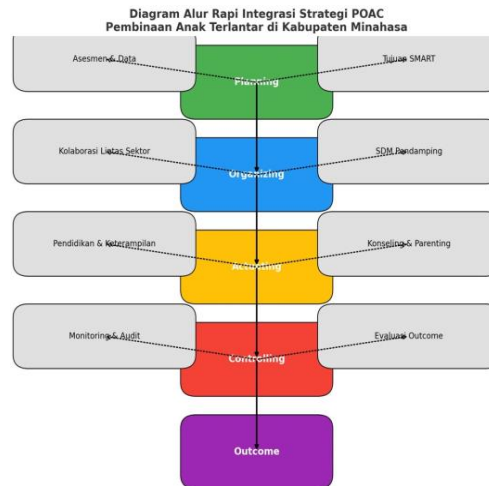 Diagram Alur Rapi Integrasi Strategi POAC
Pembinaan Anak Terlantar di Kabupaten Minahasa
Asesmen & Data
Tujuan SMART
Planning
Kolaborasi Lintas Sektor
SDM Pendamping
Organizing
Pendidikan & Keterampilan
Konseling & Parenting
Actuating
Monitoring & Audit
Evaluasi Outcome
Controlling
Outcome